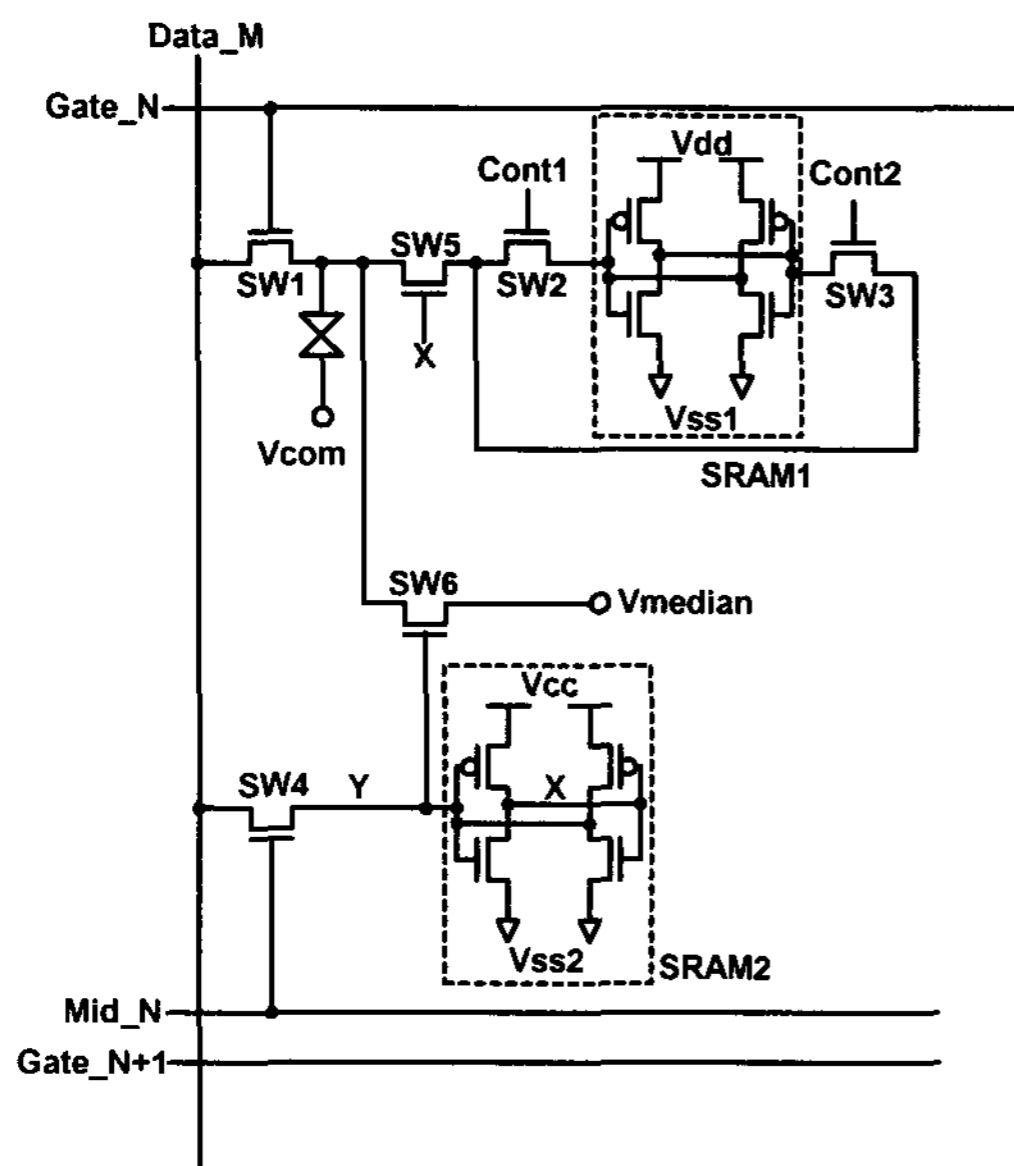 Data_M
Gate_N
Vdd
Cont1
Cont2
SW5
SW1
SW2
SW3
X
Vcom
Vss1
SRAM1
SW6
Vmedian
Vcc
SW4
Y
X
Vss2
SRAM2
Mid_N
Gate_N+1